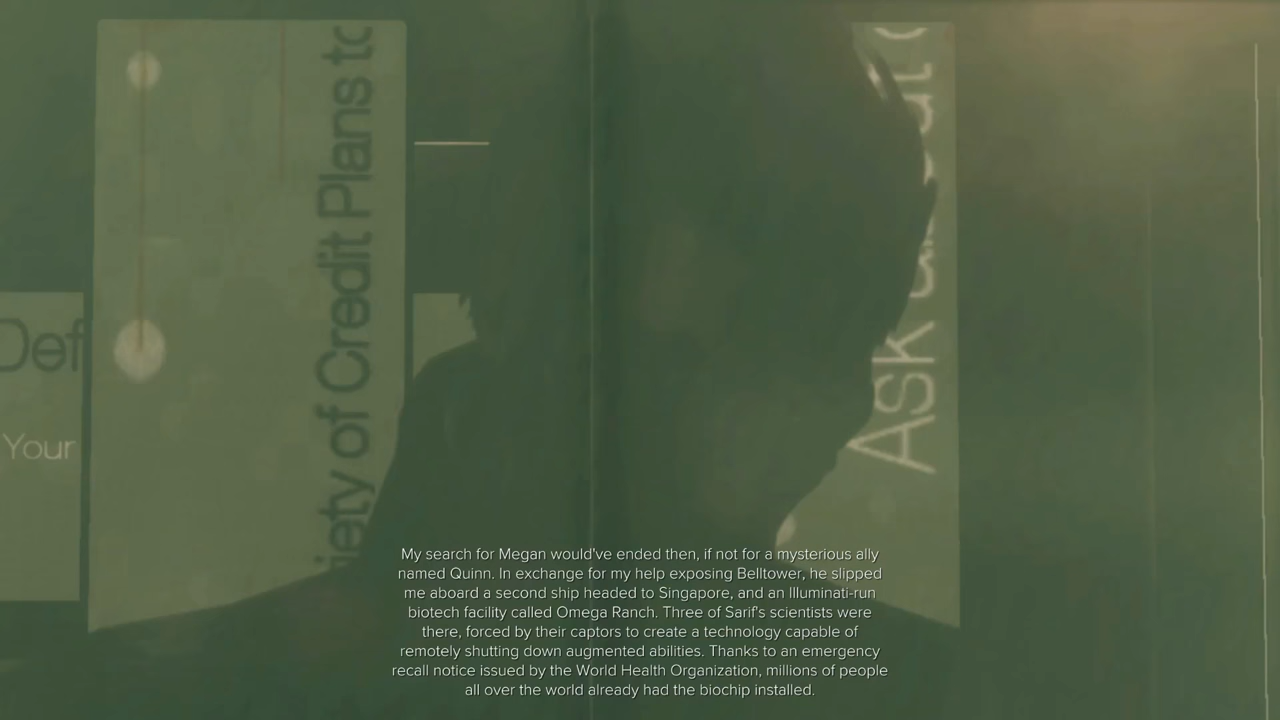 Def
Your
iety of Credit Plans to
Ask
My search for Megan would've ended then, if not for a mysterious ally
named Quinn. In exchange for my help exposing Belltower, he slipped
me aboard a second ship headed to Singapore, and an Illuminati-run
biotech facility called Omega Ranch. Three of Sarif's scientists were
there, forced by their captors to create a technology capable of
remotely shutting down augmented abilities. Thanks to an emergency
recall notice issued by the World Health Organization, millions of people
all over the world already had the biochip installed.